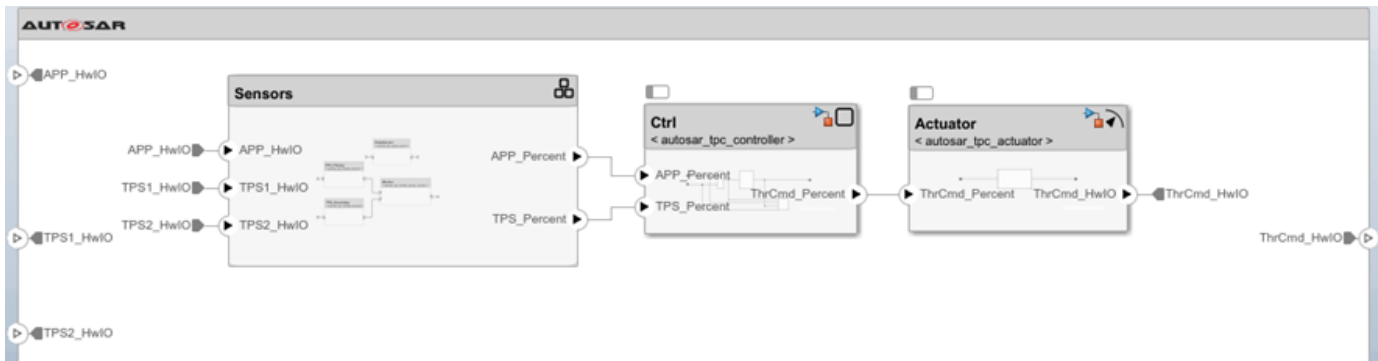 AUTOSAR
APP_HwIO
Sensors
APP_HwIO
APP_HwIO
TPS1_HwIO
TPS1_HwIO
TPS2_HwIO
TPS2_HwIO
APP_Percent
TPS_Percent
Ctrl
< autosar_tpc_controller >
APP_Percent
TPS_Percent
ThrCmd_Percent
Actuator
< autosar_tpc_actuator >
ThrCmd_Percent
ThrCmd_HwIO
ThrCmd_HwIO
TPS1_HwIO
ThrCmd_HwIO
TPS2_HwIO